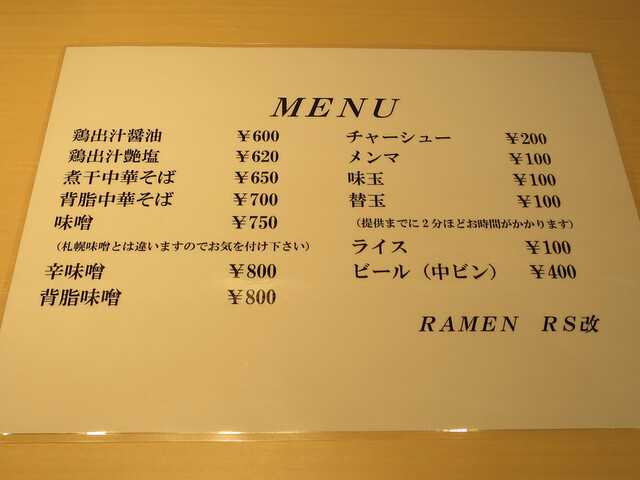 MENU
鶏出汁醤油 ¥600
鶏出汁艶塩 ¥620
煮干中華そば ¥650
背脂中華そば ¥700
味噌 ¥750
（札幌味噌とは違いますのでお気を付け下さい）
辛味噌 ¥800
背脂味噌 ¥800
チャーシュー ¥200
メンマ ¥100
味玉 ¥100
替玉 ¥100
（提供までに２分ほどお時間がかかります）
ライス ¥100
ビール（中ビン） ¥400
RAMEN RS改